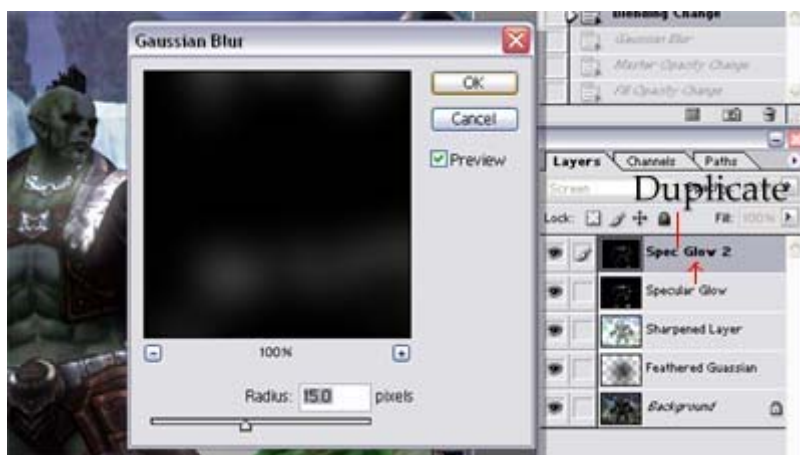 Gaussian Blur
OK
Cancel
Preview
100%
Radius: 15.0 pixels
Blending Change
Gaussian Blur
Master Opacity Change
Fill Opacity Change
Layers Channels Paths
Screen
Duplicate
Lock: Fill: 100%
Spec Glow 2
Specular Glow
Sharpened Layer
Feathered Guassian
Background